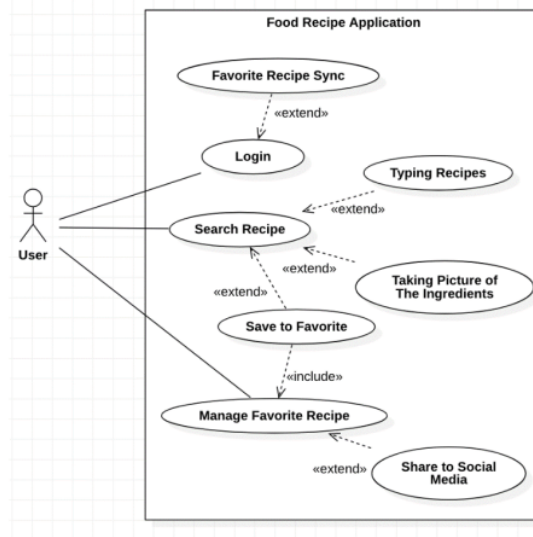 Food Recipe Application
Favorite Recipe Sync
«extend»
Login
Typing Recipes
«extend»
Search Recipe
User
«extend»
Taking Picture of
The Ingredients
«extend»
Save to Favorite
«include»
Manage Favorite Recipe
«extend»
Share to Social
Media